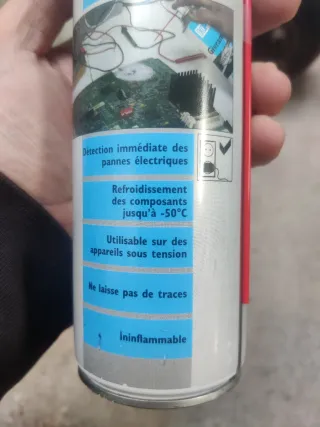 Détection immédiate des
pannes électriques
Refroidissement
des composants
jusqu'à -50°C
Utilisable sur des
appareils sous tension
Ne laisse pas de traces
ininflammable